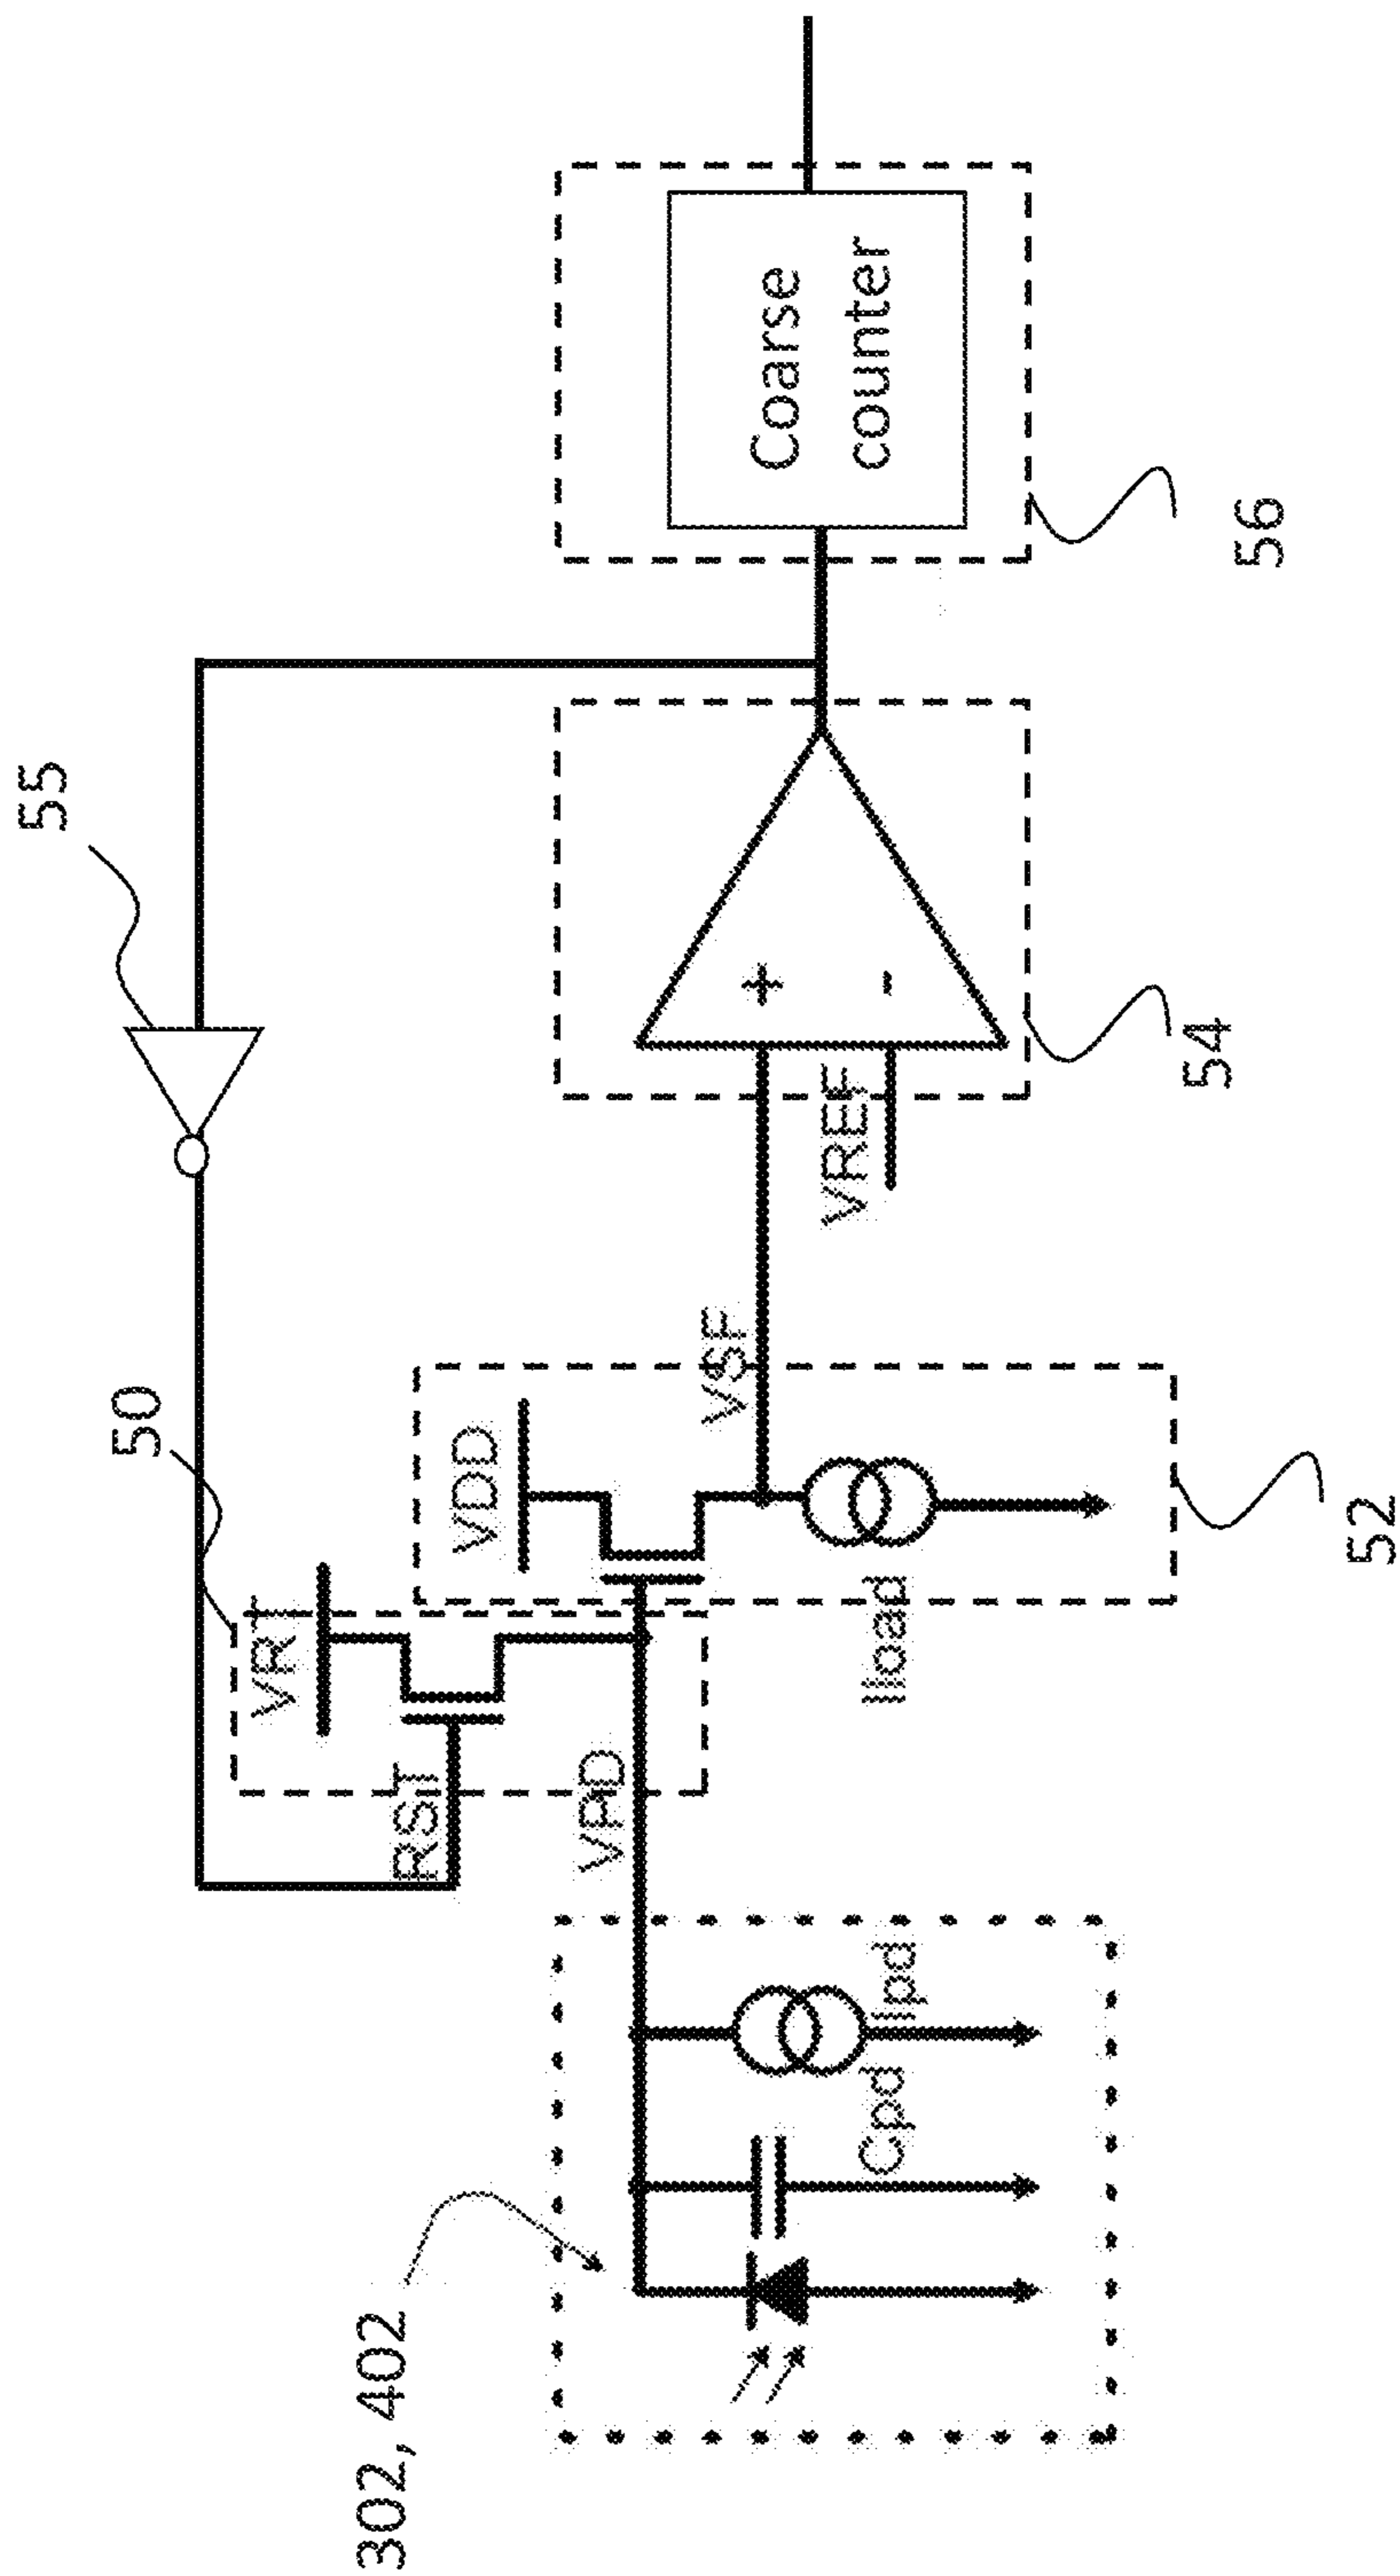 55
50
VRT
RST
VDD
VPD
VSF
VREF
+
-
Coarse
counter
Iload
Ipd
Cpd
302, 402
52
54
56